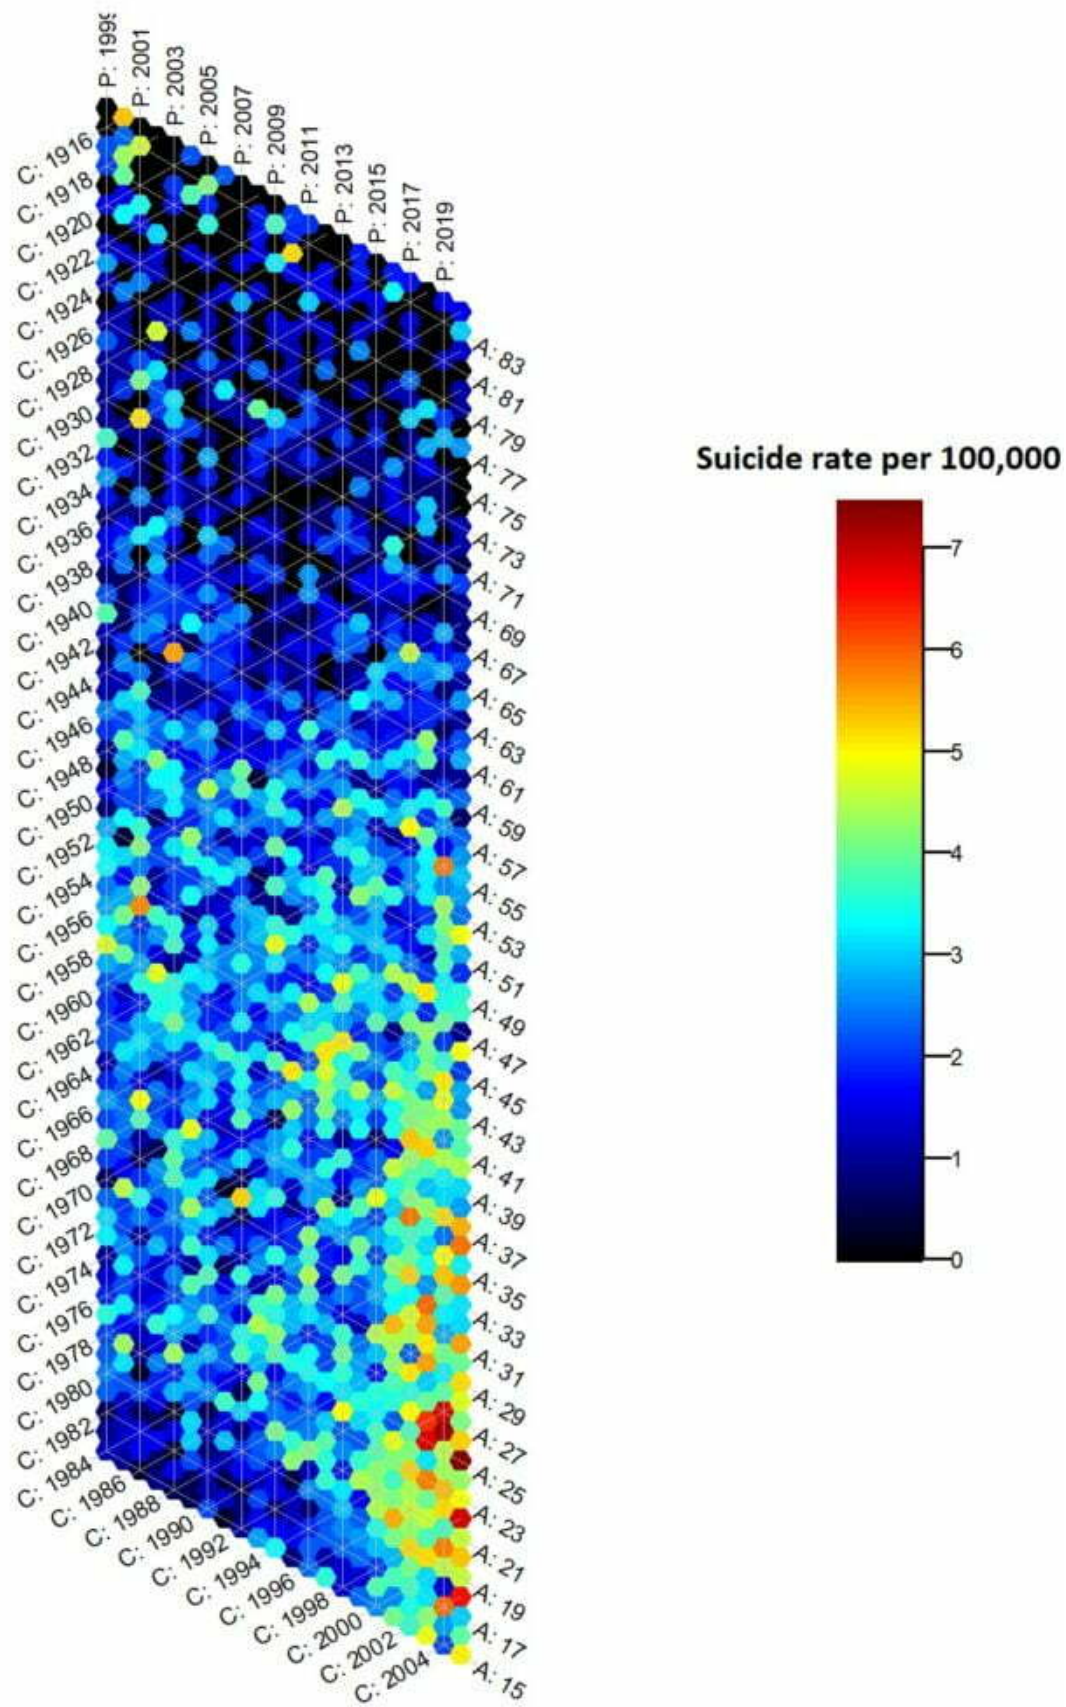 P: 1999
P: 2001
P: 2003
P: 2005
P: 2007
P: 2009
P: 2011
P: 2013
P: 2015
P: 2017
P: 2019
C: 1916
C: 1918
C: 1920
C: 1922
C: 1924
C: 1926
C: 1928
C: 1930
C: 1932
C: 1934
C: 1936
C: 1938
C: 1940
C: 1942
C: 1944
C: 1946
C: 1948
C: 1950
C: 1952
C: 1954
C: 1956
C: 1958
C: 1960
C: 1962
C: 1964
C: 1966
C: 1968
C: 1970
C: 1972
C: 1974
C: 1976
C: 1978
C: 1980
C: 1982
C: 1984
C: 1986
C: 1988
C: 1990
C: 1992
C: 1994
C: 1996
C: 1998
C: 2000
C: 2002
C: 2004
A: 83
A: 81
A: 79
A: 77
A: 75
A: 73
A: 71
A: 69
A: 67
A: 65
A: 63
A: 61
A: 59
A: 57
A: 55
A: 53
A: 51
A: 49
A: 47
A: 45
A: 43
A: 41
A: 39
A: 37
A: 35
A: 33
A: 31
A: 29
A: 27
A: 25
A: 23
A: 21
A: 19
A: 17
A: 15
Suicide rate per 100,000
7
6
5
4
3
2
1
0